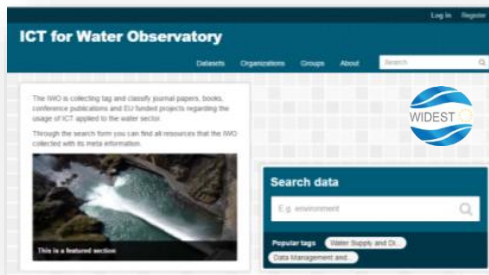 Log in Register
ICT for Water Observatory
Datasets Organizations Groups About Search
The IWO is collecting tag and classify journal papers, books,
conference publications and EU funded projects regarding the
usage of ICT applied to the water sector.
Through the search form you can find all resources that the IWO
collected with its meta information.
WIDEST
Search data
E.g. environment
This is a featured section
Popular tags Water Supply and Di...
Data Management and...